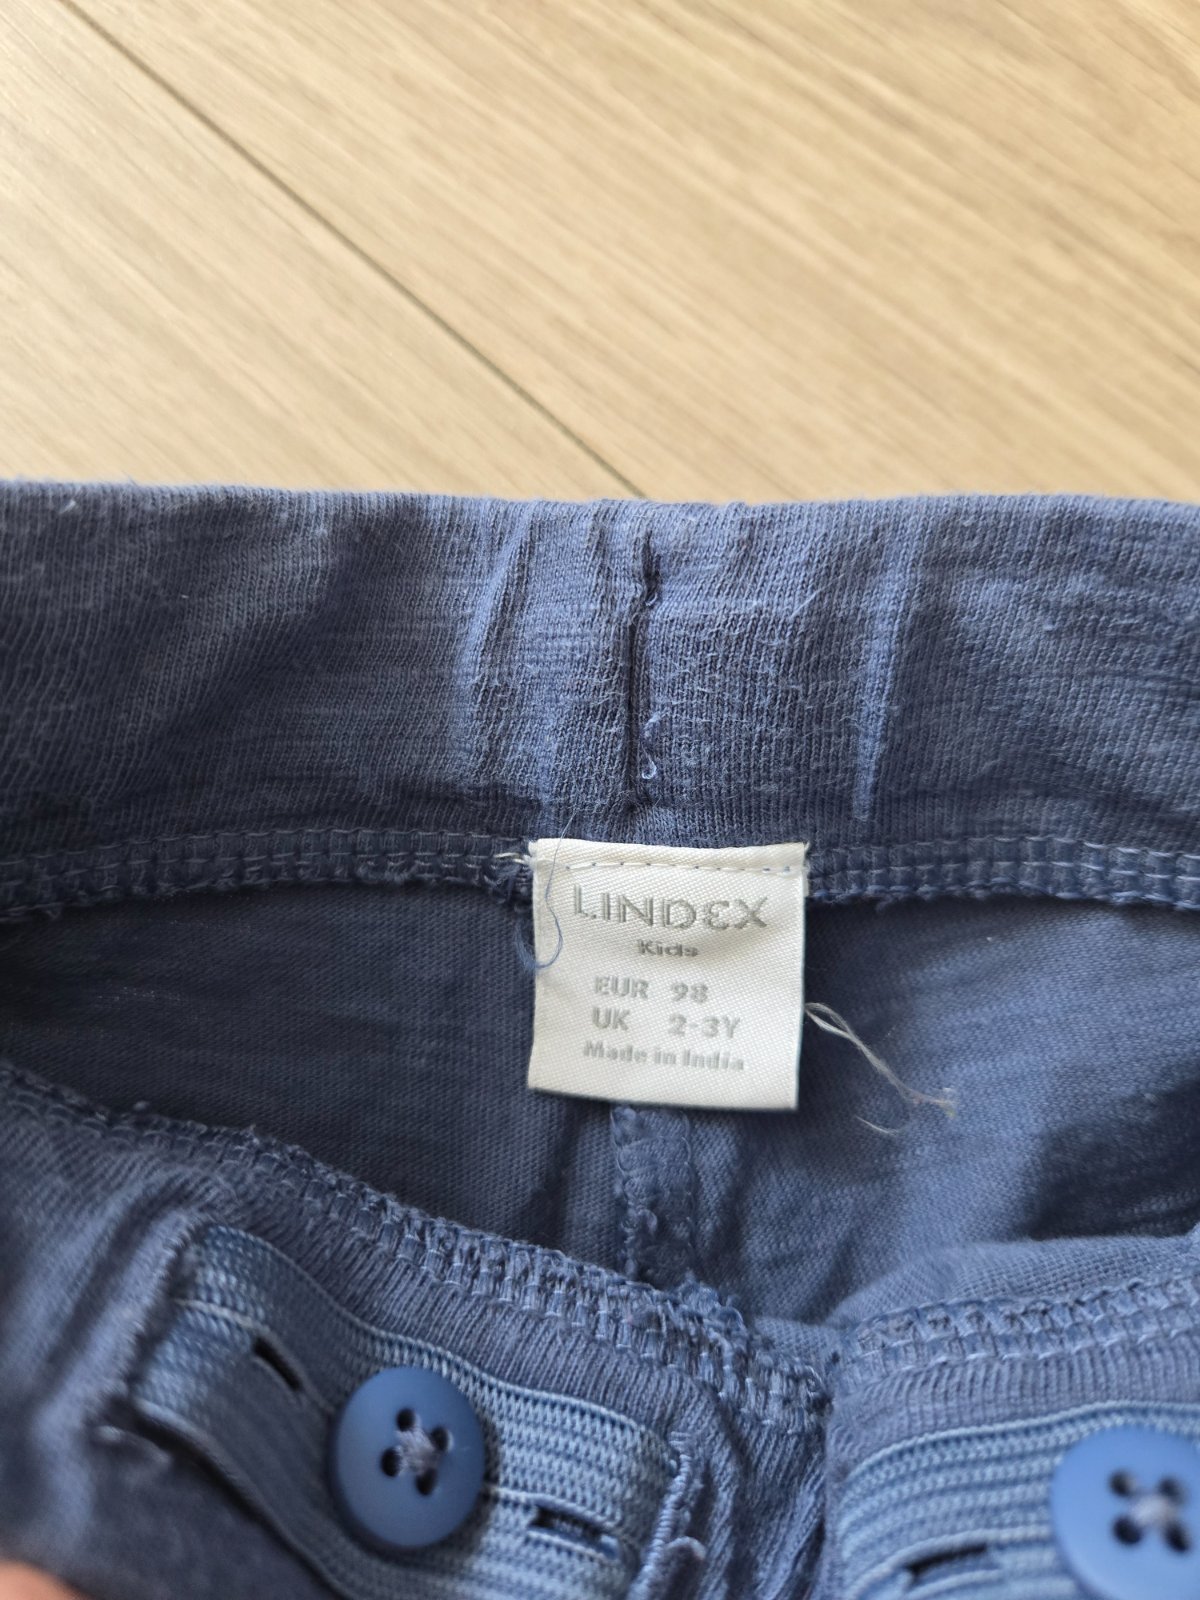 LINDEX
Kids
EUR 98
UK 2-3Y
Made in India